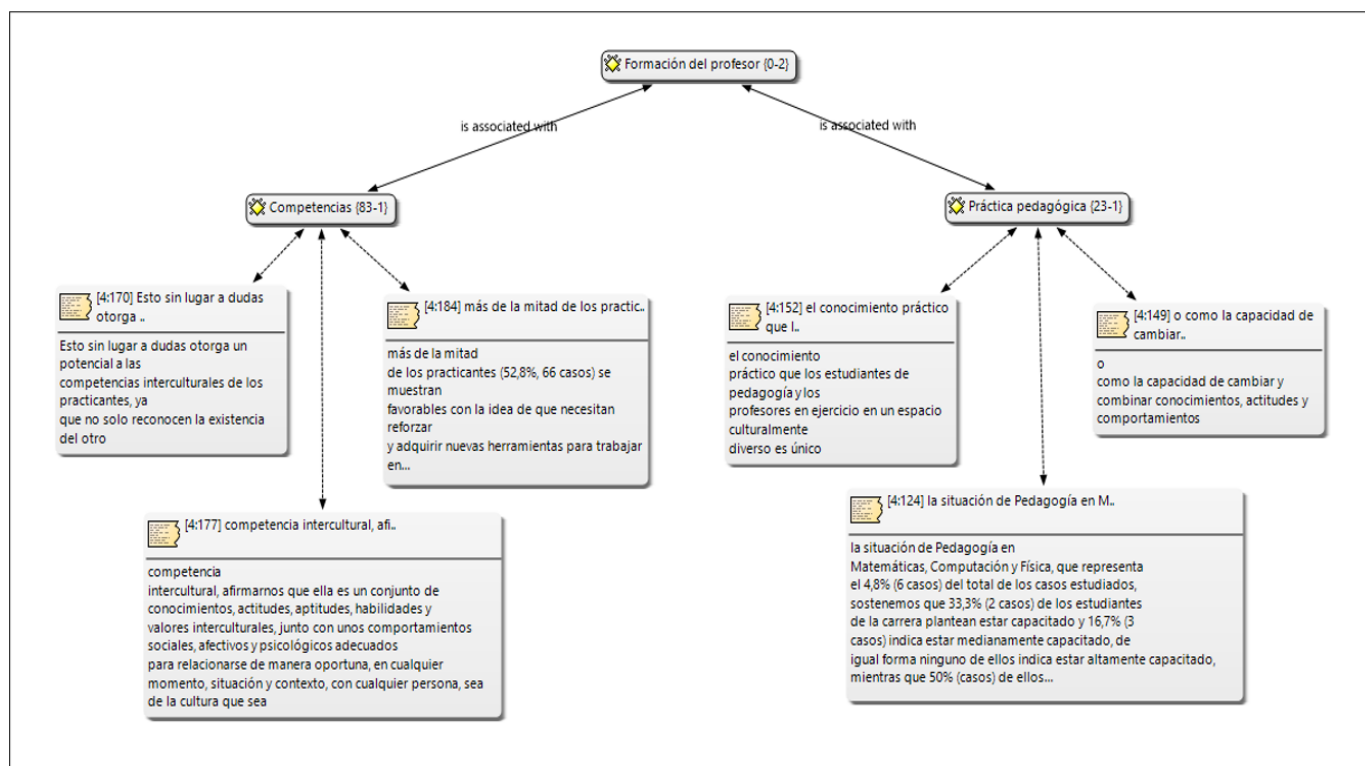 Formación del profesor {0-2}
is associated with
is associated with
Competencias {83-1}
Práctica pedagógica {23-1}
[4:170] Esto sin lugar a dudas
otorga ..
Esto sin lugar a dudas otorga un
potencial a las
competencias interculturales de los
practicantes, ya
que no solo reconocen la existencia
del otro
[4:184] más de la mitad de los practic..
más de la mitad
de los practicantes (52,8%, 66 casos) se
muestran
favorables con la idea de que necesitan
reforzar
y adquirir nuevas herramientas para trabajar
en...
[4:152] el conocimiento práctico
que l..
el conocimiento
práctico que los estudiantes de
pedagogía y los
profesores en ejercicio en un espacio
culturalmente
diverso es único
[4:149] o como la capacidad de
cambiar..
o
como la capacidad de cambiar y
combinar conocimientos, actitudes y
comportamientos
[4:177] competencia intercultural, afi..
competencia
intercultural, afirmarnos que ella es un conjunto de
conocimientos, actitudes, aptitudes, habilidades y
valores interculturales, junto con unos comportamientos
sociales, afectivos y psicológicos adecuados
para relacionarse de manera oportuna, en cualquier
momento, situación y contexto, con cualquier persona, sea
de la cultura que sea
[4:124] la situación de Pedagogía en M..
la situación de Pedagogía en
Matemáticas, Computación y Física, que representa
el 4,8% (6 casos) del total de los casos estudiados,
sostenemos que 33,3% (2 casos) de los estudiantes
de la carrera plantean estar capacitado y 16,7% (3
casos) indica estar medianamente capacitado, de
igual forma ninguno de ellos indica estar altamente capacitado,
mientras que 50% (casos) de ellos...